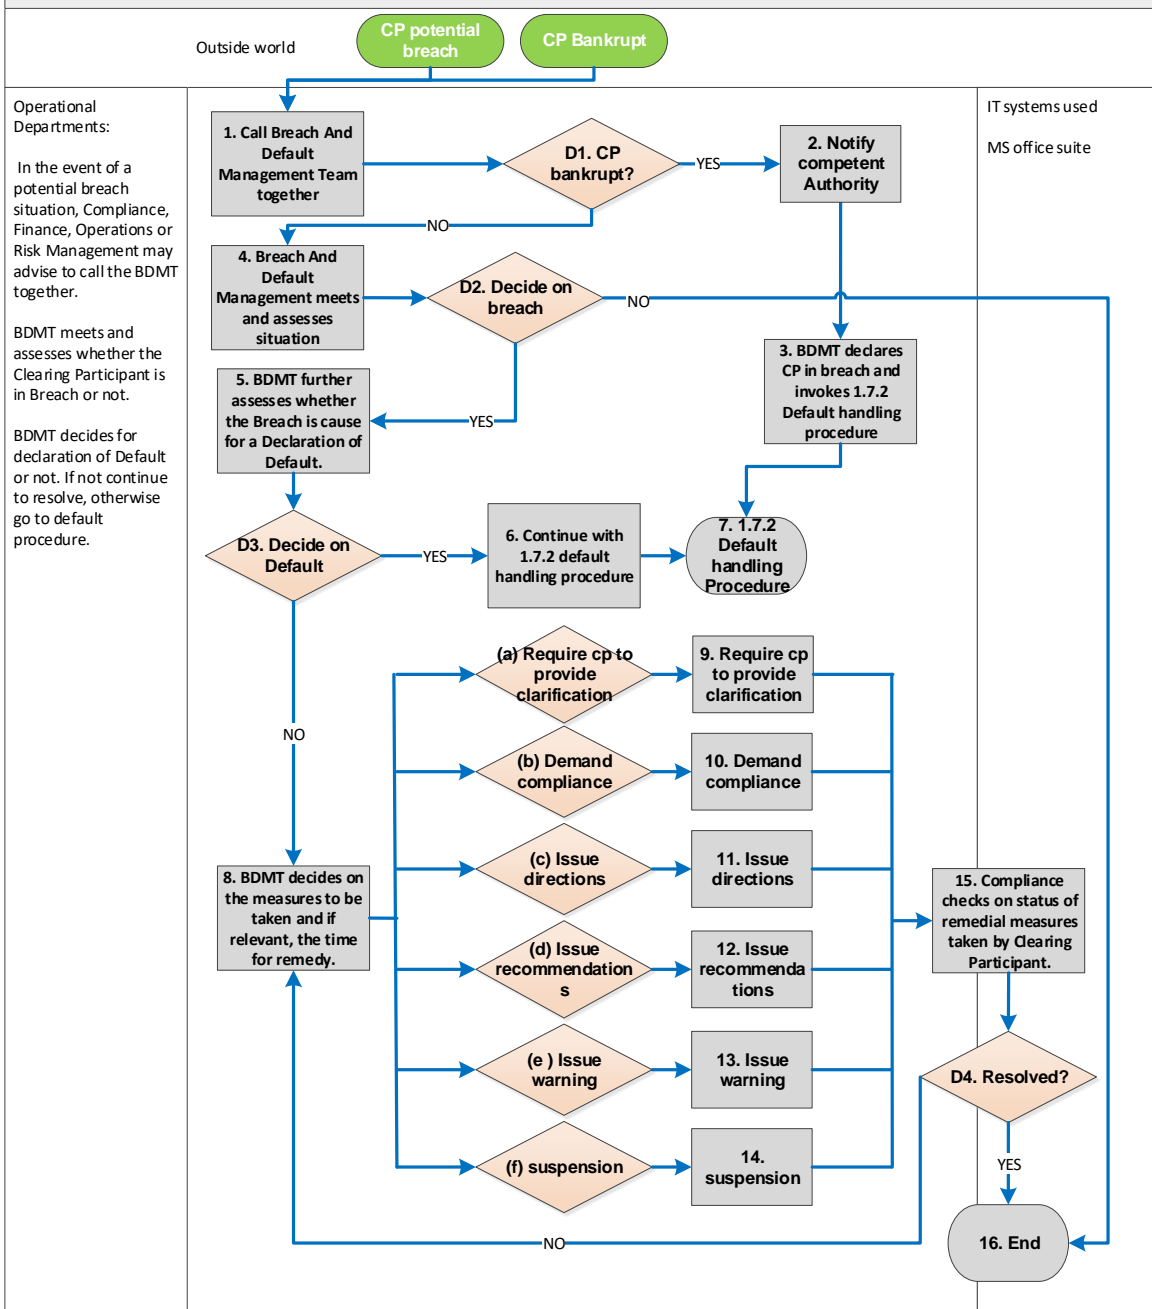 Outside world
CP potential
breach
CP Bankrupt
Operational
Departments:
In the event of a
potential breach
situation, Compliance,
Finance, Operations or
Risk Management may
advise to call the BDMT
together.
BDMT meets and
assesses whether the
Clearing Participant is
in Breach or not.
BDMT decides for
declaration of Default
or not. If not continue
to resolve, otherwise
go to default
procedure.
IT systems used
MS office suite
1. Call Breach And
Default
Management Team
together
D1. CP
bankrupt?
YES
2. Notify
competent
Authority
NO
4. Breach And
Default
Management meets
and assesses
situation
D2. Decide on
breach
NO
3. BDMT declares
CP in breach and
invokes 1.7.2
Default handling
procedure
5. BDMT further
assesses whether
the Breach is cause
for a Declaration of
Default.
YES
D3. Decide on
Default
YES
6. Continue with
1.7.2 default
handling procedure
7. 1.7.2
Default
handling
Procedure
NO
(a) Require cp to
provide
clarification
9. Require cp
to provide
clarification
(b) Demand
compliance
10. Demand
compliance
(c) Issue
directions
11. Issue
directions
8. BDMT decides on
the measures to be
taken and if
relevant, the time
for remedy.
(d) Issue
recommendation
s
12. Issue
recommenda
tions
15. Compliance
checks on status of
remedial measures
taken by Clearing
Participant.
(e ) Issue
warning
13. Issue
warning
D4. Resolved?
(f) suspension
14.
suspension
YES
NO
16. End